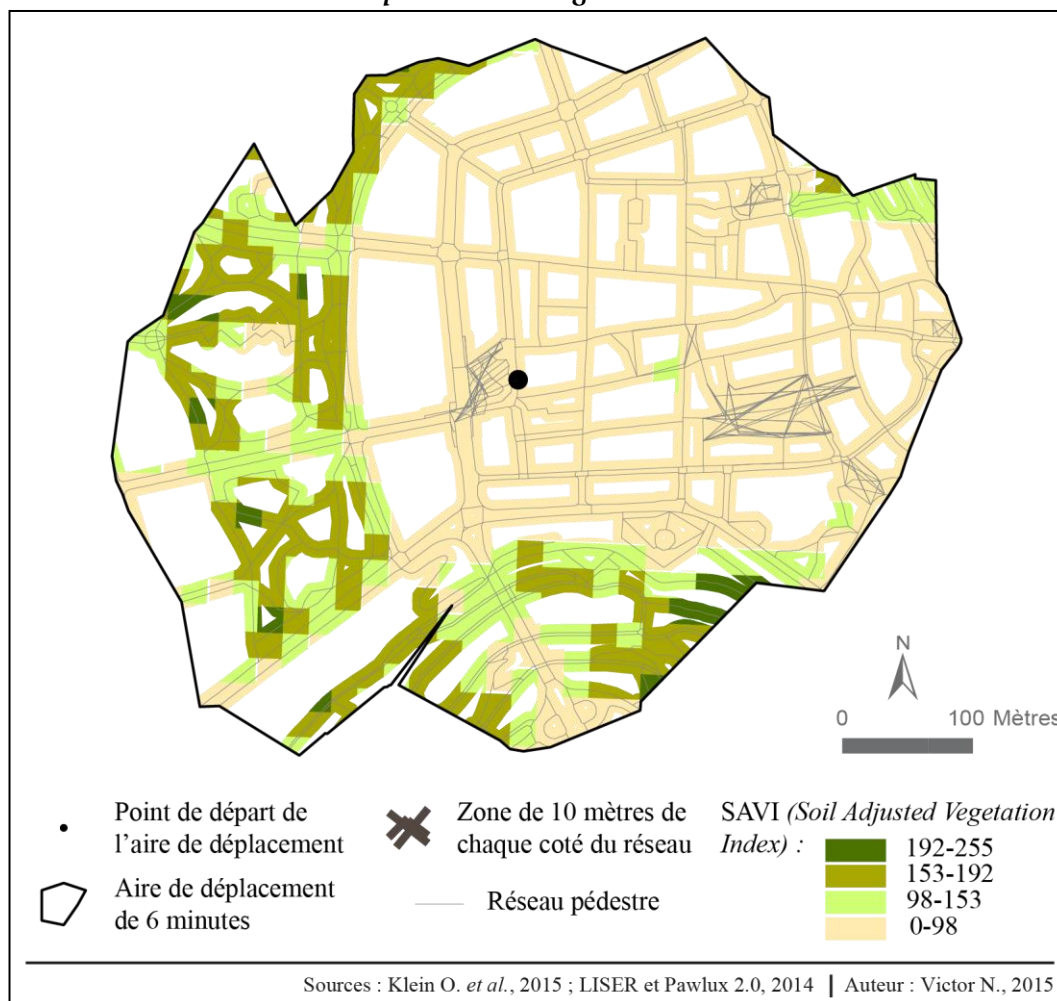 N
0 100 Mètres
Point de départ de
l'aire de déplacement
Aire de déplacement
de 6 minutes
Zone de 10 mètres de
chaque coté du réseau
Réseau pédestre
SAVI (Soil Adjusted Vegetation
Index) :
192-255
153-192
98-153
0-98
Sources : Klein O. et al., 2015 ; LISER et Pawlux 2.0, 2014 | Auteur : Victor N., 2015